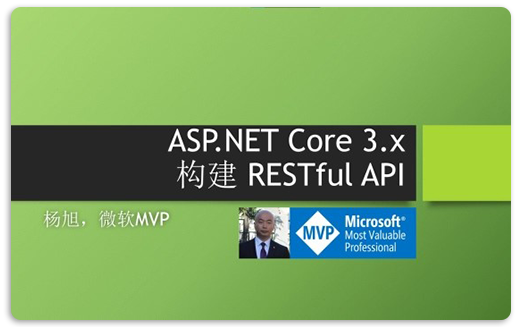 ASP.NET Core 3.x
构建 RESTful API
杨旭，微软MVP
MVP
Microsoft®
Most Valuable
Professional